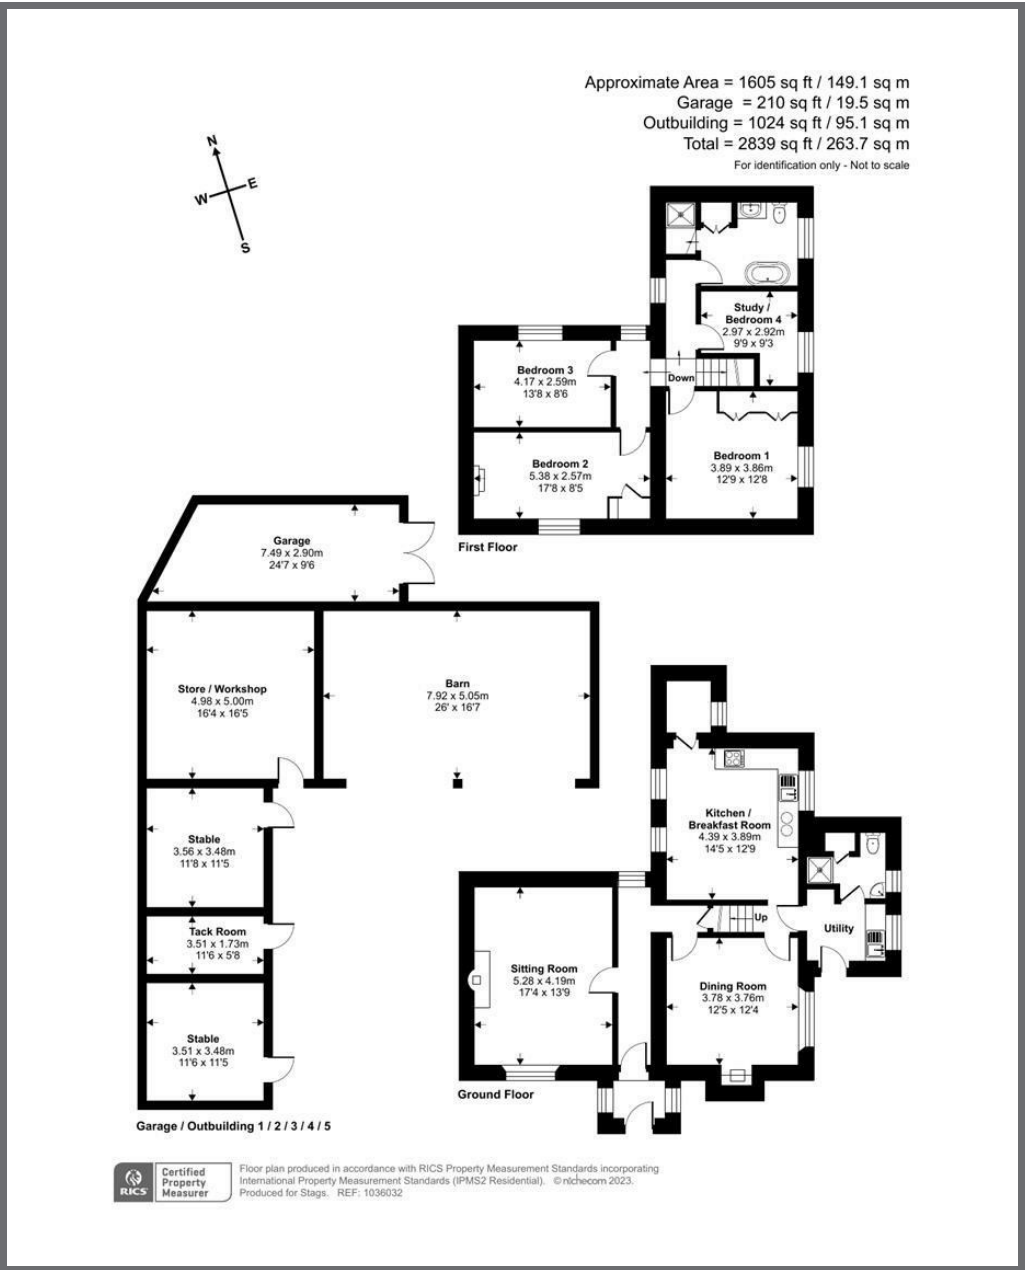 Approximate Area = 1605 sq ft / 149.1 sq m
Garage = 210 sq ft / 19.5 sq m
Outbuilding = 1024 sq ft / 95.1 sq m
Total = 2839 sq ft / 263.7 sq m
For identification only - Not to scale
N
W
E
S
Study /
Bedroom 4
2.97 x 2.92m
9'9 x 9'3
Down
Bedroom 3
4.17 x 2.59m
13'8 x 8'6
Bedroom 2
5.38 x 2.57m
17'8 x 8'5
Bedroom 1
3.89 x 3.86m
12'9 x 12'8
First Floor
Garage
7.49 x 2.90m
24'7 x 9'6
Store / Workshop
4.98 x 5.00m
16'4 x 16'5
Barn
7.92 x 5.05m
26' x 16'7
Stable
3.56 x 3.48m
11'8 x 11'5
Tack Room
3.51 x 1.73m
11'6 x 5'8
Stable
3.51 x 3.48m
11'6 x 11'5
Garage / Outbuilding 1 / 2 / 3 / 4 / 5
Kitchen /
Breakfast Room
4.39 x 3.89m
14'5 x 12'9
Up
Utility
Sitting Room
5.28 x 4.19m
17'4 x 13'9
Dining Room
3.78 x 3.76m
12'5 x 12'4
Ground Floor
RICS
Certified
Property
Measurer
Floor plan produced in accordance with RICS Property Measurement Standards incorporating
International Property Measurement Standards (IPMS2 Residential). © nichecom 2023.
Produced for Stags. REF: 1036032